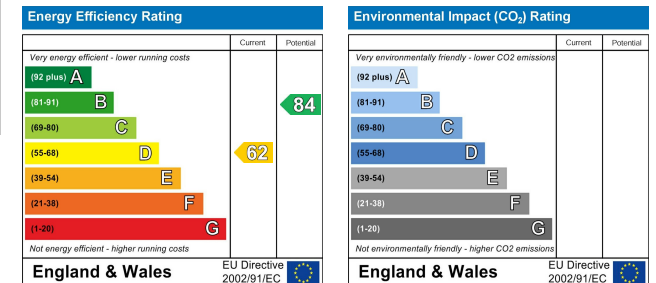 Energy Efficiency Rating
Current Potential
Very energy efficient - lower running costs
(92 plus) A
(81-91) B
84
(69-80) C
(55-68) D
62
(39-54) E
(21-38) F
(1-20) G
Not energy efficient - higher running costs
England & Wales
EU Directive
2002/91/EC
Environmental Impact (CO₂) Rating
Current Potential
Very environmentally friendly - lower CO2 emissions
(92 plus) A
(81-91) B
(69-80) C
(55-68) D
(39-54) E
(21-38) F
(1-20) G
Not environmentally friendly - higher CO2 emissions
England & Wales
EU Directive
2002/91/EC